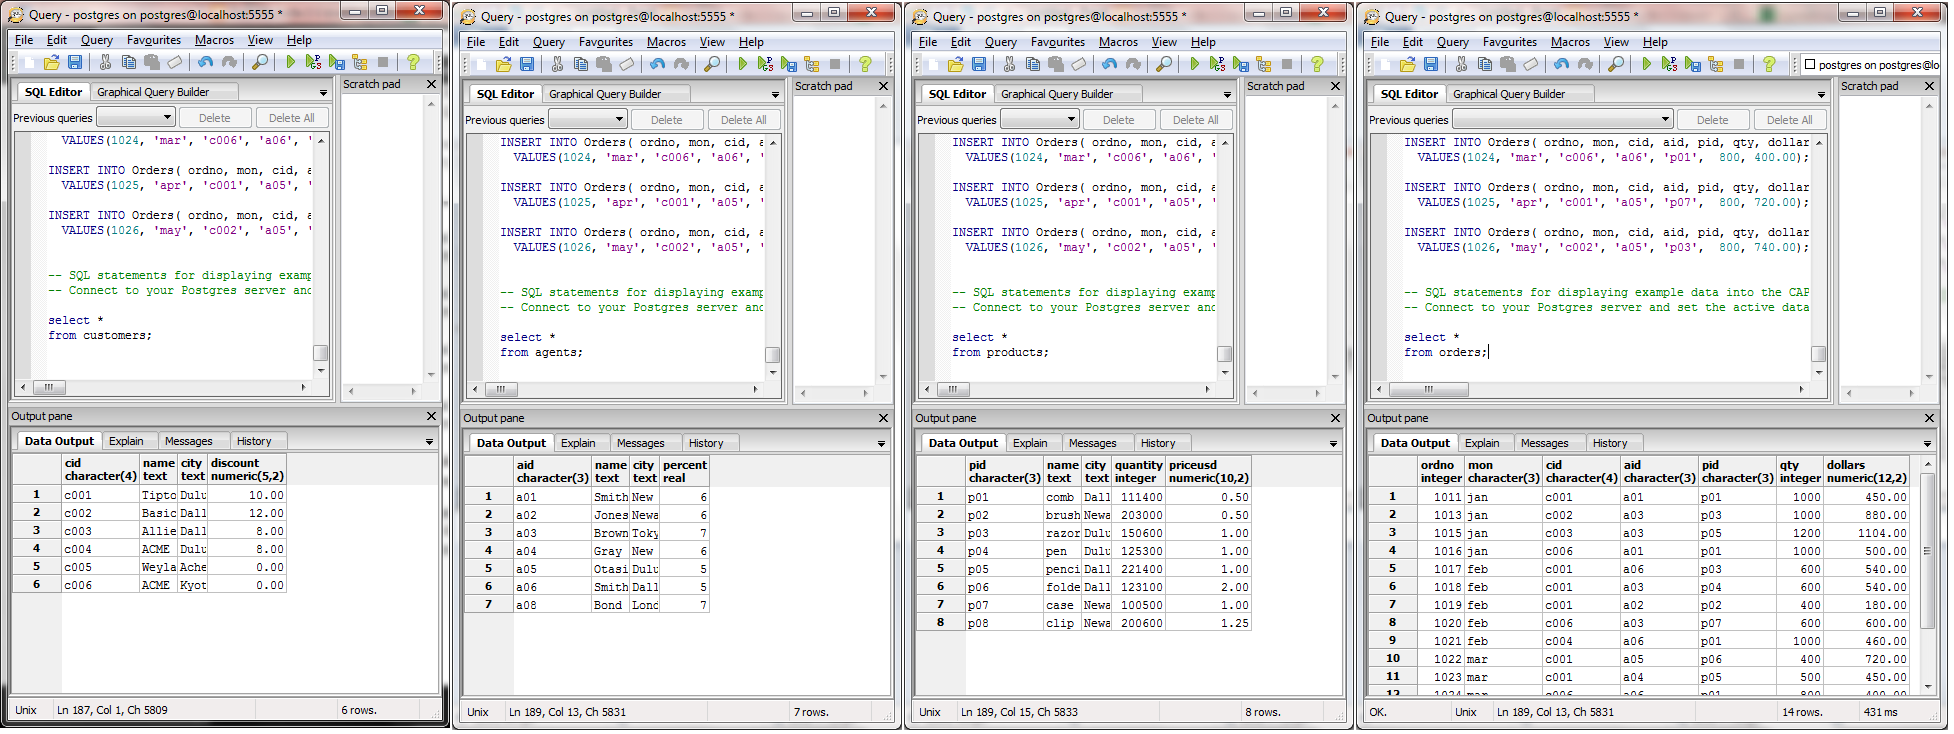 Query - postgres on postgres@localhost:5555 *
File Edit Query Favourites Macros View Help
SQL Editor Graphical Query Builder
Scratch pad
Previous queries Delete Delete All
VALUES(1024, 'mar', 'c006', 'a06', '
INSERT INTO Orders( ordno, mon, cid, a
VALUES(1025, 'apr', 'c001', 'a05', '
INSERT INTO Orders( ordno, mon, cid, a
VALUES(1026, 'may', 'c002', 'a05', '
-- SQL statements for displaying examp
-- Connect to your Postgres server and
select *
from customers;
Output pane
Data Output Explain Messages History
cid character(4) name text city text discount numeric(5,2)
1 c001 Tipto Dulu 10.00
2 c002 Basic Dall 12.00
3 c003 Allie Dall 8.00
4 c004 ACME Dulu 8.00
5 c005 Weyla Ache 0.00
6 c006 ACME Kyot 0.00
Unix Ln 187, Col 1, Ch 5809 6 rows.
Query - postgres on postgres@localhost:5555 *
File Edit Query Favourites Macros View Help
SQL Editor Graphical Query Builder
Scratch pad
Previous queries Delete Delete All
INSERT INTO Orders( ordno, mon, cid, a
VALUES(1024, 'mar', 'c006', 'a06', '
INSERT INTO Orders( ordno, mon, cid, a
VALUES(1025, 'apr', 'c001', 'a05', '
INSERT INTO Orders( ordno, mon, cid, a
VALUES(1026, 'may', 'c002', 'a05', '
-- SQL statements for displaying examp
-- Connect to your Postgres server and
select *
from agents;
Output pane
Data Output Explain Messages History
aid character(3) name text city text percent real
1 a01 Smith New 6
2 a02 Jones Newa 6
3 a03 Brown Toky 7
4 a04 Gray New 6
5 a05 Otasi Dulu 5
6 a06 Smith Dall 5
7 a08 Bond Lond 7
Unix Ln 189, Col 13, Ch 5831 7 rows.
Query - postgres on postgres@localhost:5555 *
File Edit Query Favourites Macros View Help
SQL Editor Graphical Query Builder
Scratch pad
Previous queries Delete Delete All
INSERT INTO Orders( ordno, mon, cid, a
VALUES(1024, 'mar', 'c006', 'a06', '
INSERT INTO Orders( ordno, mon, cid, a
VALUES(1025, 'apr', 'c001', 'a05', '
INSERT INTO Orders( ordno, mon, cid, a
VALUES(1026, 'may', 'c002', 'a05', '
-- SQL statements for displaying examp
-- Connect to your Postgres server and
select *
from products;
Output pane
Data Output Explain Messages History
pid character(3) name text city text quantity integer priceusd numeric(10,2)
1 p01 comb Dall 111400 0.50
2 p02 brush Newa 203000 0.50
3 p03 razor Dulu 150600 1.00
4 p04 pen Dulu 125300 1.00
5 p05 penci Dall 221400 1.00
6 p06 folde Dall 123100 2.00
7 p07 case Newa 100500 1.00
8 p08 clip Newa 200600 1.25
Unix Ln 189, Col 15, Ch 5833 8 rows.
Query - postgres on postgres@localhost:5555 *
File Edit Query Favourites Macros View Help
postgres on postgres@lo
SQL Editor Graphical Query Builder
Scratch pad
Previous queries Delete Delete All
INSERT INTO Orders( ordno, mon, cid, aid, pid, qty, dollar
VALUES(1024, 'mar', 'c006', 'a06', 'p01', 800, 400.00);
INSERT INTO Orders( ordno, mon, cid, aid, pid, qty, dollar
VALUES(1025, 'apr', 'c001', 'a05', 'p07', 800, 720.00);
INSERT INTO Orders( ordno, mon, cid, aid, pid, qty, dollar
VALUES(1026, 'may', 'c002', 'a05', 'p03', 800, 740.00);
-- SQL statements for displaying example data into the CAP
-- Connect to your Postgres server and set the active data
select *
from orders;
Output pane
Data Output Explain Messages History
ordno integer mon character(3) cid character(4) aid character(3) pid character(3) qty integer dollars numeric(12,2)
1 1011 jan c001 a01 p01 1000 450.00
2 1013 jan c002 a03 p03 1000 880.00
3 1015 jan c003 a03 p05 1200 1104.00
4 1016 jan c006 a01 p01 1000 500.00
5 1017 feb c001 a06 p03 600 540.00
6 1018 feb c001 a03 p04 600 540.00
7 1019 feb c001 a02 p02 400 180.00
8 1020 feb c006 a03 p07 600 600.00
9 1021 feb c004 a06 p01 1000 460.00
10 1022 mar c001 a05 p06 400 720.00
11 1023 mar c001 a04 p05 500 450.00
12 1024 mar c006 a06 p01 800 400.00
OK. Unix Ln 189, Col 13, Ch 5831 14 rows. 431 ms